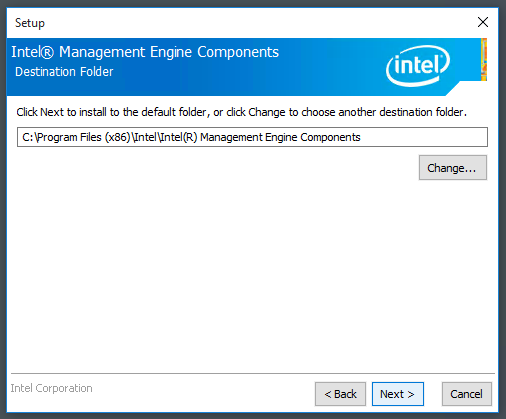 Setup
Intel® Management Engine Components
Destination Folder
intel
Click Next to install to the default folder, or click Change to choose another destination folder.
C:\Program Files (x86)\Intel\Intel(R) Management Engine Components
Change...
Intel Corporation
< Back
Next >
Cancel